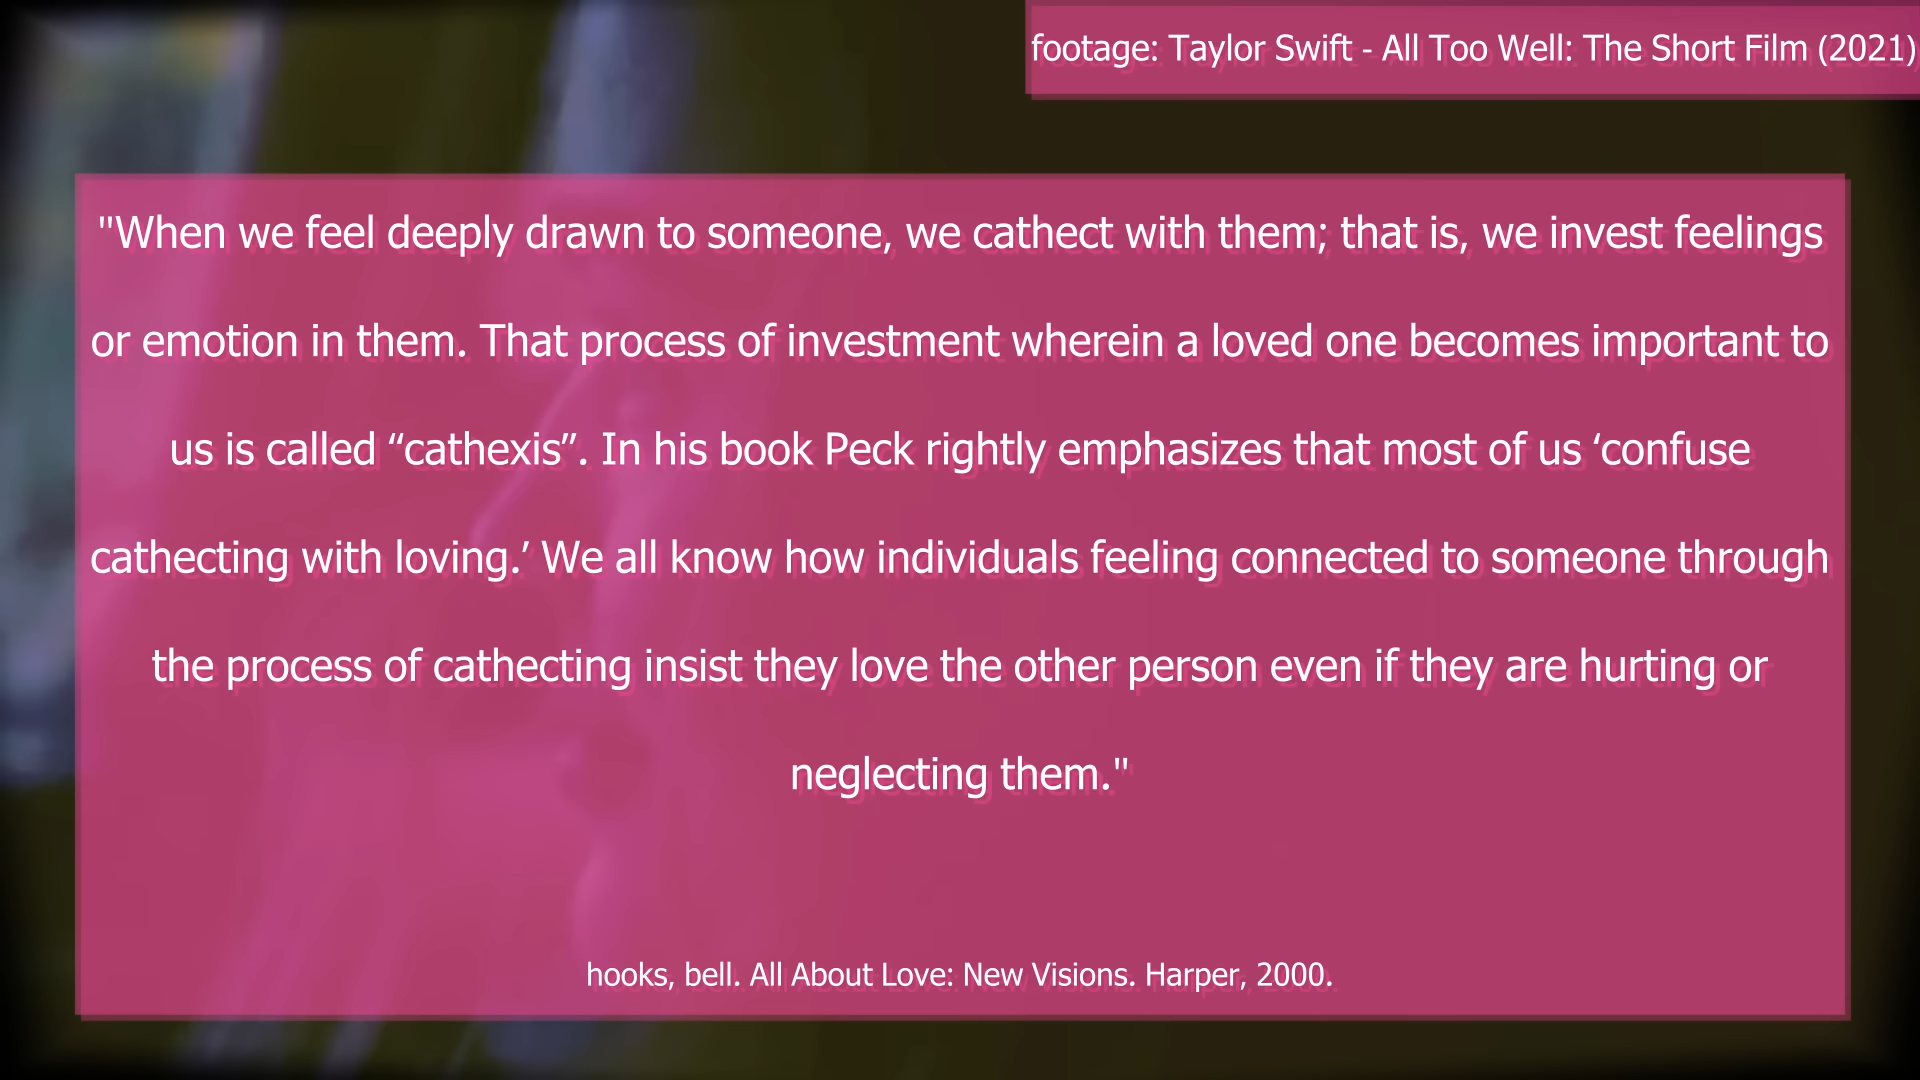 footage: Taylor Swift - All Too Well: The Short Film (2021)
"When we feel deeply drawn to someone, we cathect with them; that is, we invest feelings
or emotion in them. That process of investment wherein a loved one becomes important to
us is called “cathexis”. In his book Peck rightly emphasizes that most of us ‘confuse
cathecting with loving.’ We all know how individuals feeling connected to someone through
the process of cathecting insist they love the other person even if they are hurting or
neglecting them."
hooks, bell. All About Love: New Visions. Harper, 2000.